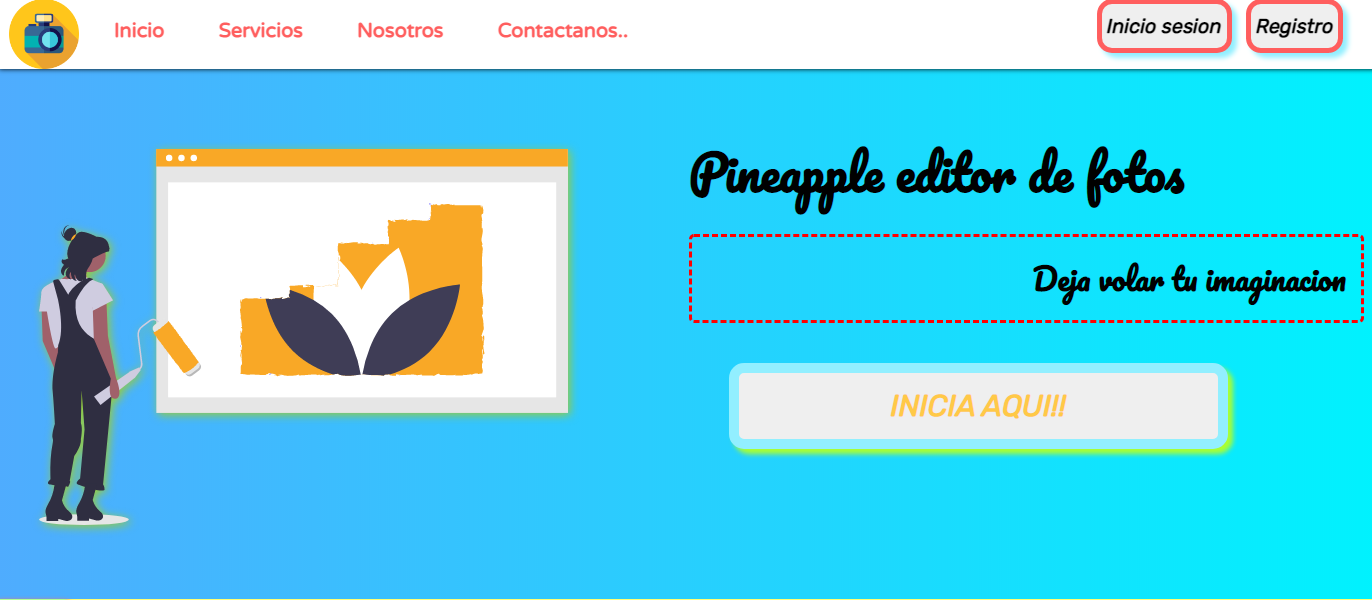 Inicio Servicios Nosotros Contactanos.. Inicio sesion Registro
Pineapple editor de fotos
Deja volar tu imaginacion
INICIA AQUI!!!